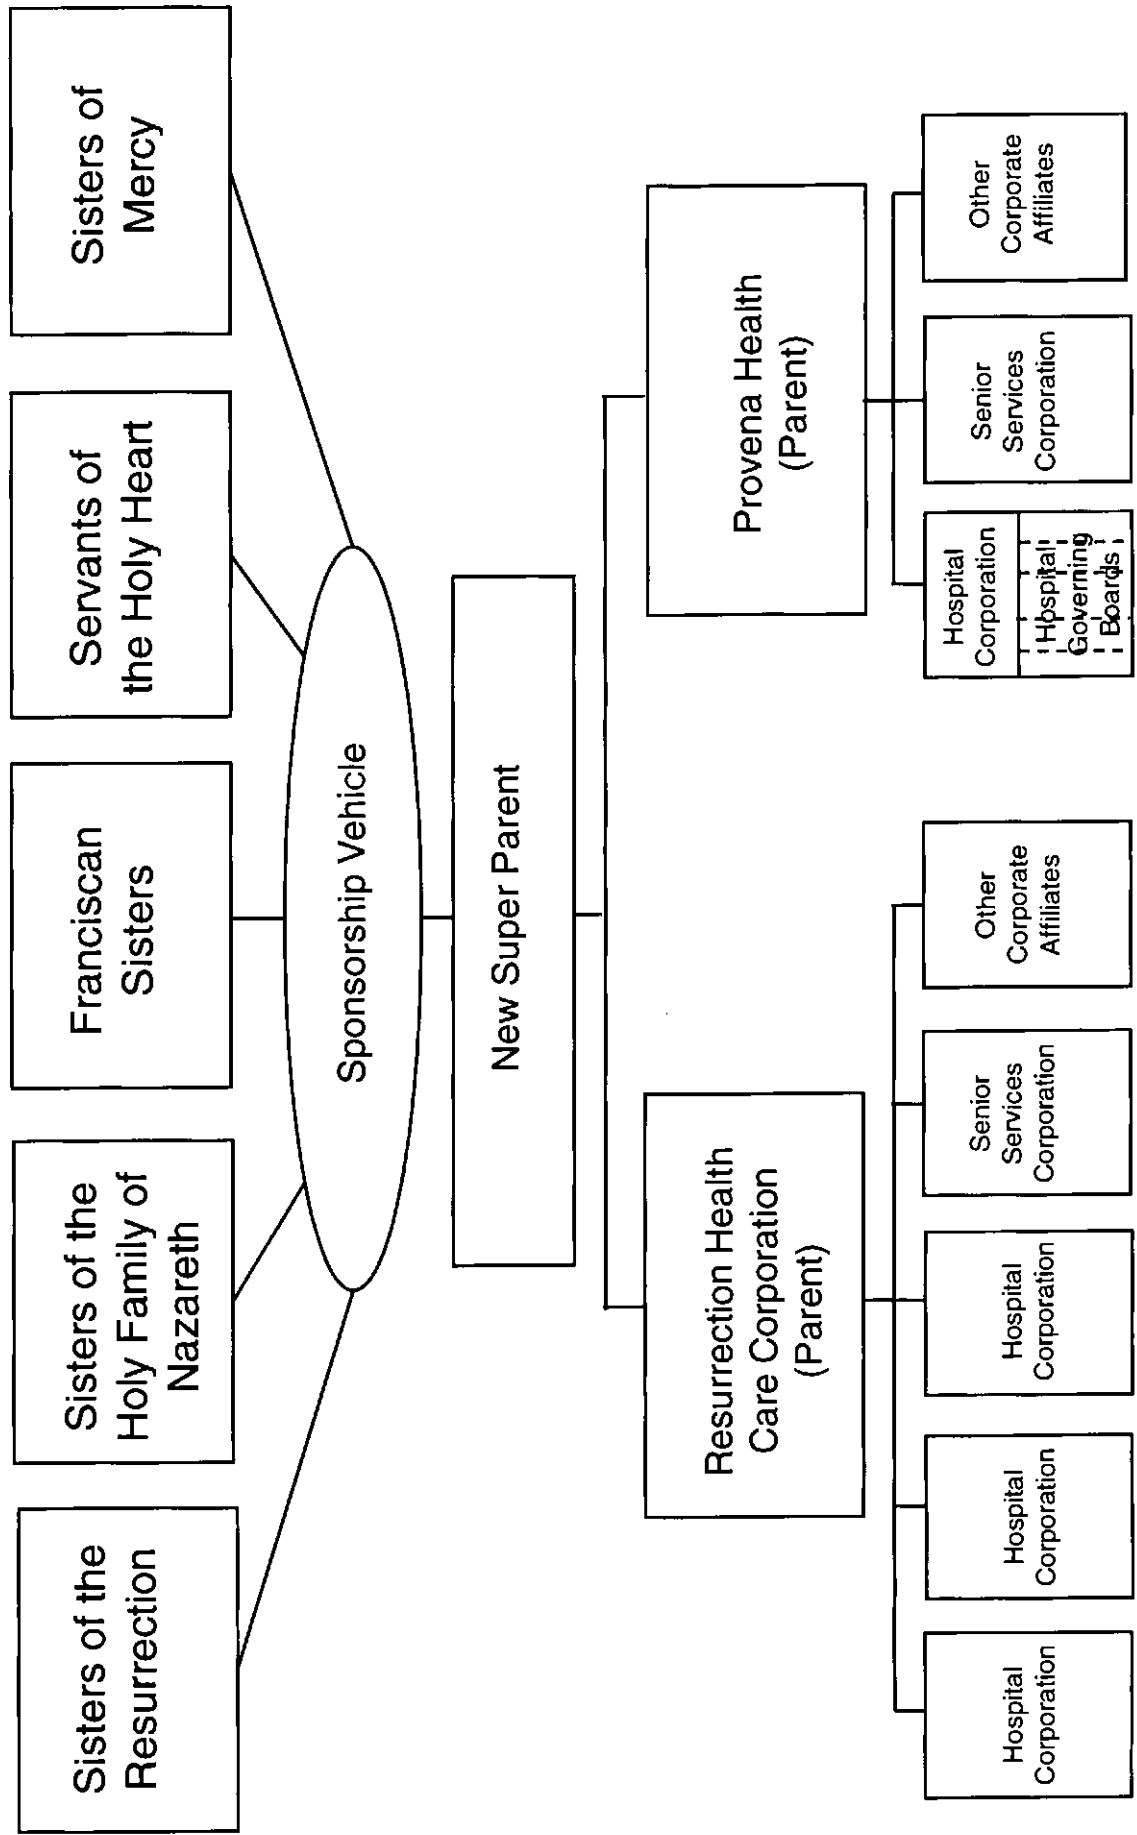 Sisters of the
Resurrection
Sisters of the
Holy Family of
Nazareth
Franciscan
Sisters
Servants of
the Holy Heart
Sisters of
Mercy
Sponsorship Vehicle
New Super Parent
Resurrection Health
Care Corporation
(Parent)
Provena Health
(Parent)
Hospital
Corporation
Hospital
Corporation
Hospital
Corporation
Senior
Services
Corporation
Other
Corporate
Affiliates
Hospital
Corporation
Hospital
Governing
Boards
Senior
Services
Corporation
Other
Corporate
Affiliates